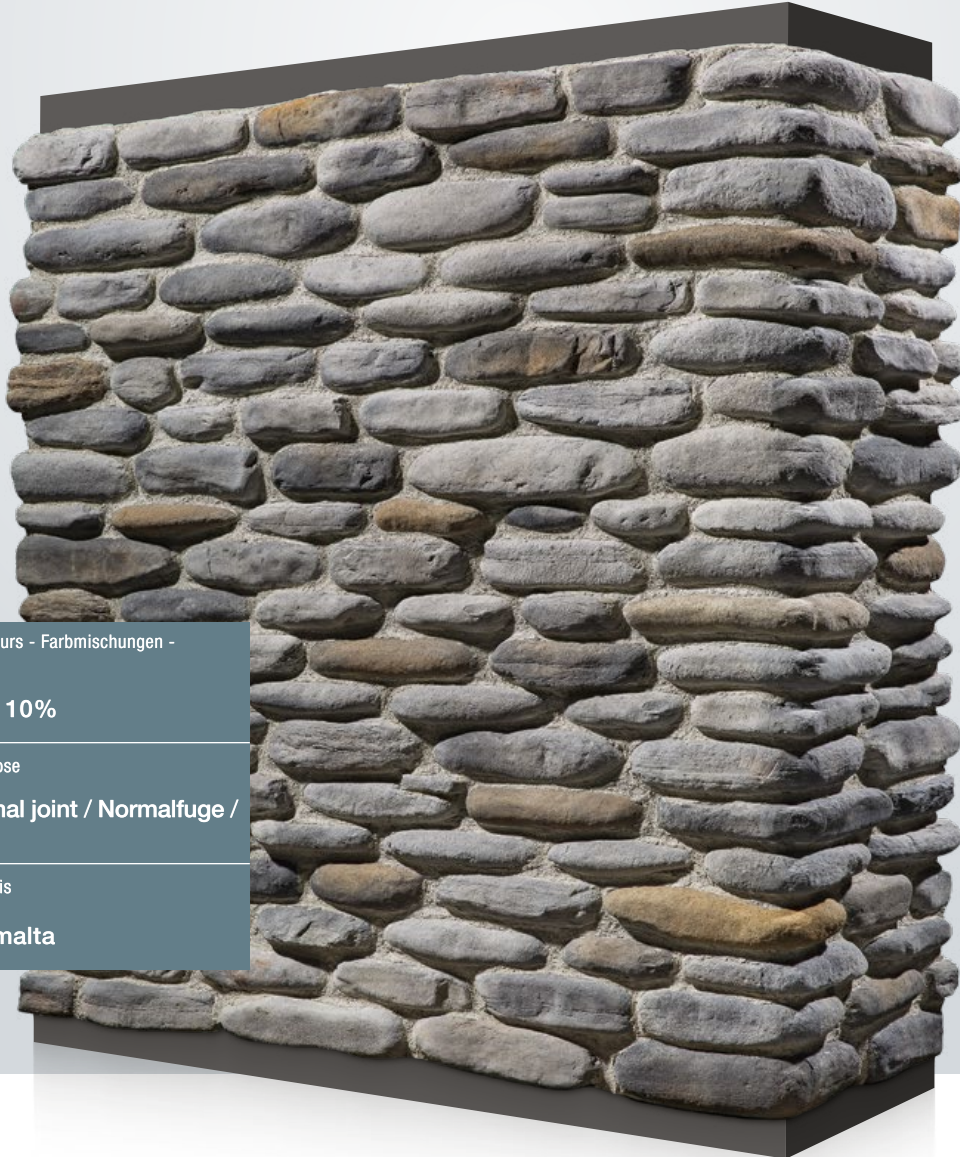 urs - Farbmischungen -
10%
ose
nal joint / Normalfuge /
is
malta